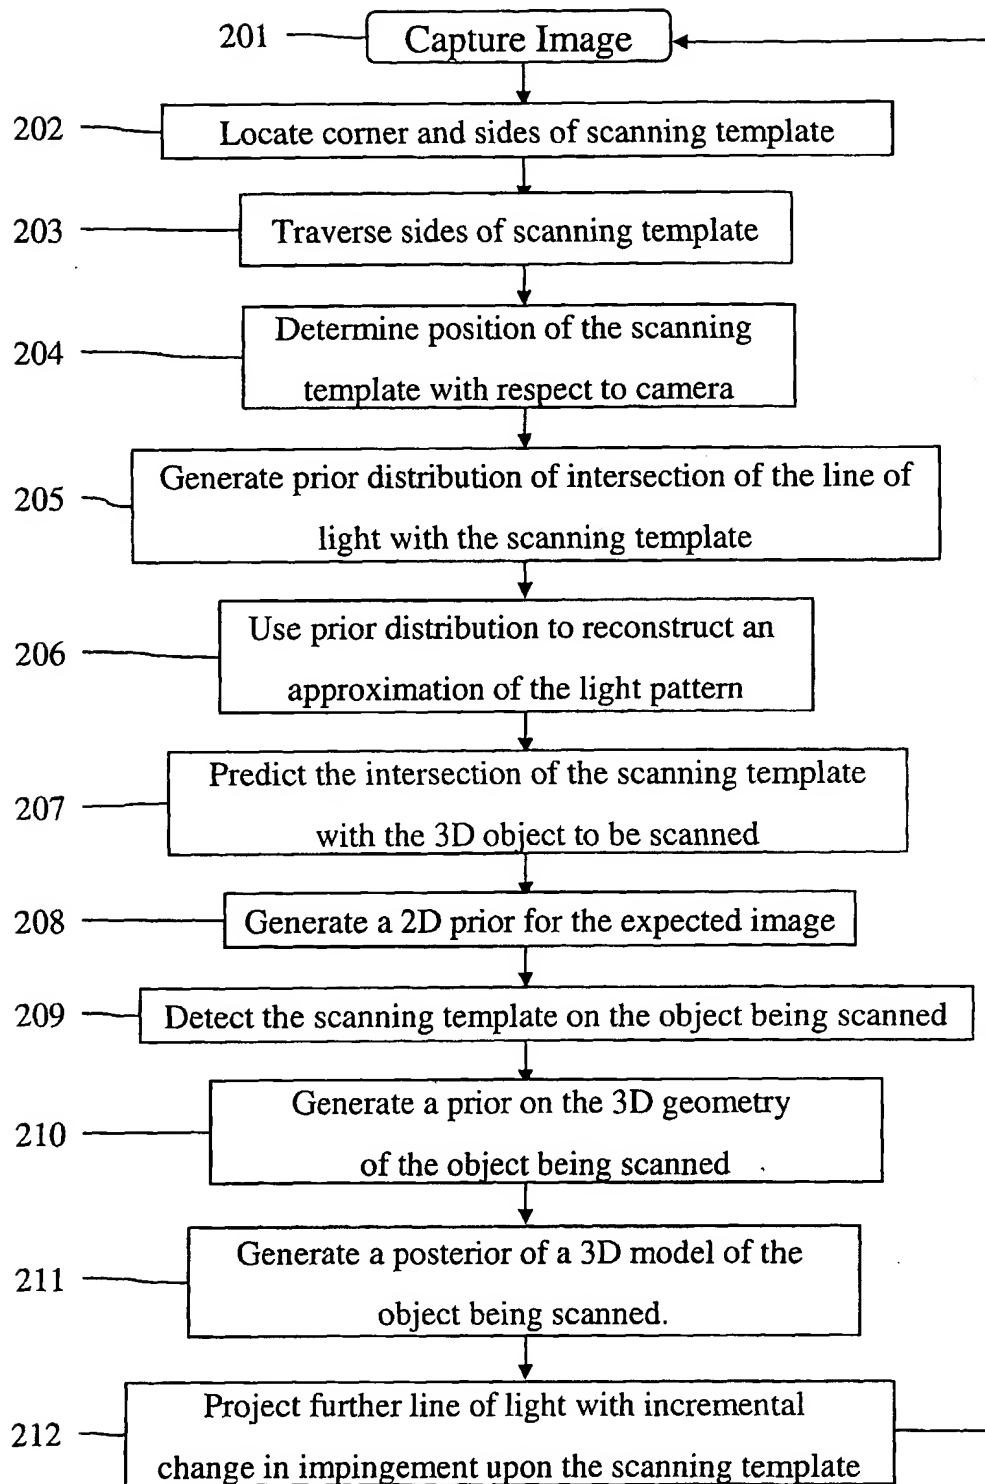 201 Capture Image
202 Locate corner and sides of scanning template
203 Traverse sides of scanning template
204 Determine position of the scanning
template with respect to camera
205 Generate prior distribution of intersection of the line of
light with the scanning template
206 Use prior distribution to reconstruct an
approximation of the light pattern
207 Predict the intersection of the scanning template
with the 3D object to be scanned
208 Generate a 2D prior for the expected image
209 Detect the scanning template on the object being scanned
210 Generate a prior on the 3D geometry
of the object being scanned
211 Generate a posterior of a 3D model of the
object being scanned.
212 Project further line of light with incremental
change in impingement upon the scanning template